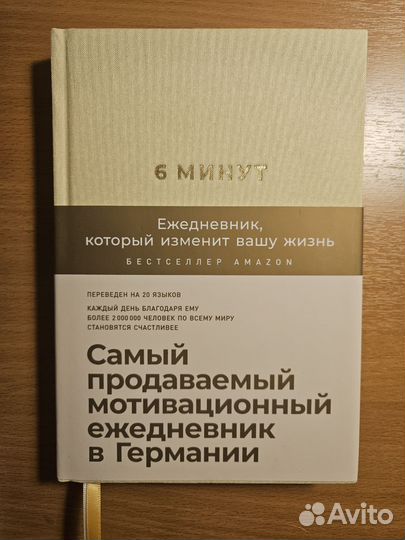 6 МИНУТ
Ежедневник,
который изменит вашу жизнь
БЕСТСЕЛЛЕР AMAZON
ПЕРЕВЕДЕН НА 20 ЯЗЫКОВ
КАЖДЫЙ ДЕНЬ БЛАГОДАРЯ ЕМУ
БОЛЕЕ 2 000 000 ЧЕЛОВЕК ПО ВСЕМУ МИРУ
СТАНОВЯТСЯ СЧАСТЛИВЕЕ
Самый
продаваемый
мотивационный
ежедневник
в Германии
Avito